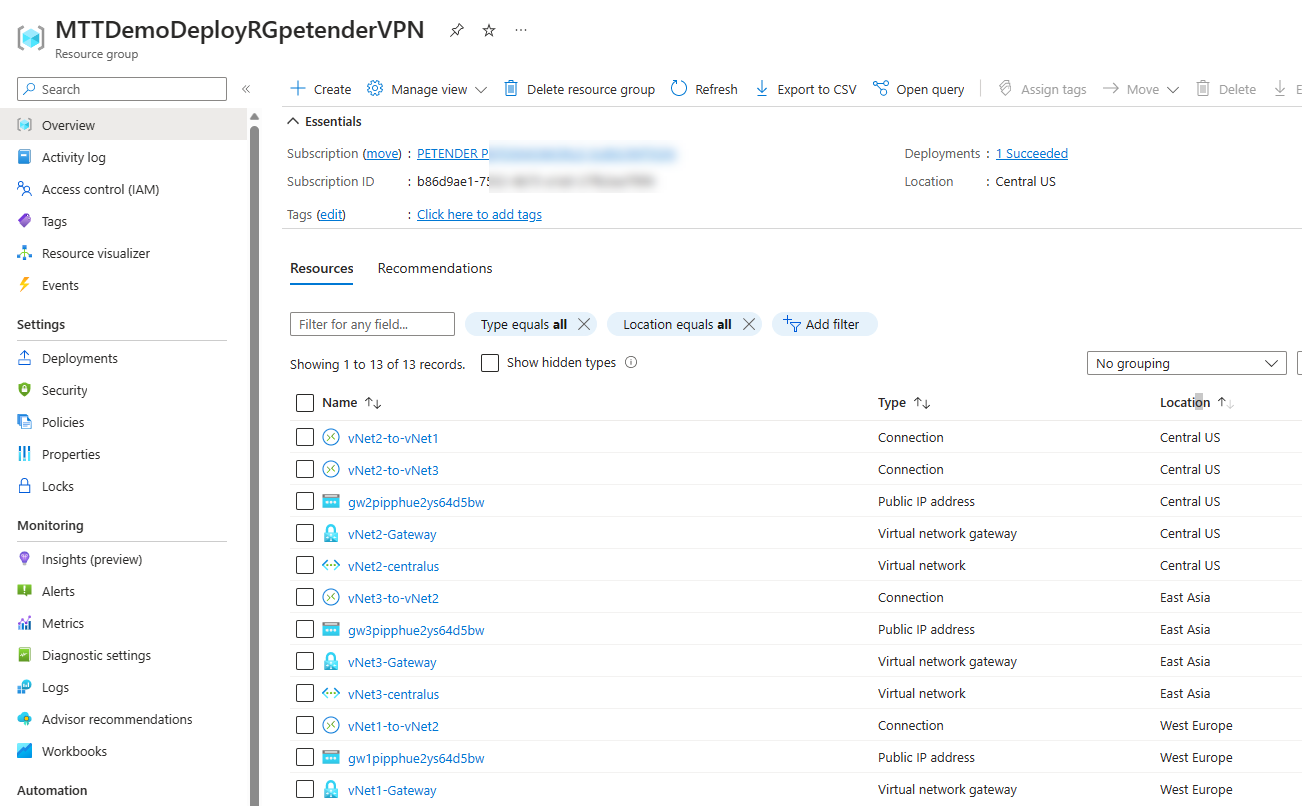 MTTDemoDeployRGpetenderVPN
Resource group
Search
Overview
Activity log
Access control (IAM)
Tags
Resource visualizer
Events
Settings
Deployments
Security
Policies
Properties
Locks
Monitoring
Insights (preview)
Alerts
Metrics
Diagnostic settings
Logs
Advisor recommendations
Workbooks
Automation
Create Manage view Delete resource group Refresh Export to CSV Open query Assign tags Move Delete E
Essentials
Subscription (move) : PETENDER P
Deployments : 1 Succeeded
Subscription ID : b86d9ae1-75
Location : Central US
Tags (edit) : Click here to add tags
Resources Recommendations
Filter for any field... Type equals all Location equals all Add filter
Showing 1 to 13 of 13 records. Show hidden types No grouping
Name Type Location
vNet2-to-vNet1 Connection Central US
vNet2-to-vNet3 Connection Central US
gw2pipphue2ys64d5bw Public IP address Central US
vNet2-Gateway Virtual network gateway Central US
vNet2-centralus Virtual network Central US
vNet3-to-vNet2 Connection East Asia
gw3pipphue2ys64d5bw Public IP address East Asia
vNet3-Gateway Virtual network gateway East Asia
vNet3-centralus Virtual network East Asia
vNet1-to-vNet2 Connection West Europe
gw1pipphue2ys64d5bw Public IP address West Europe
vNet1-Gateway Virtual network gateway West Europe